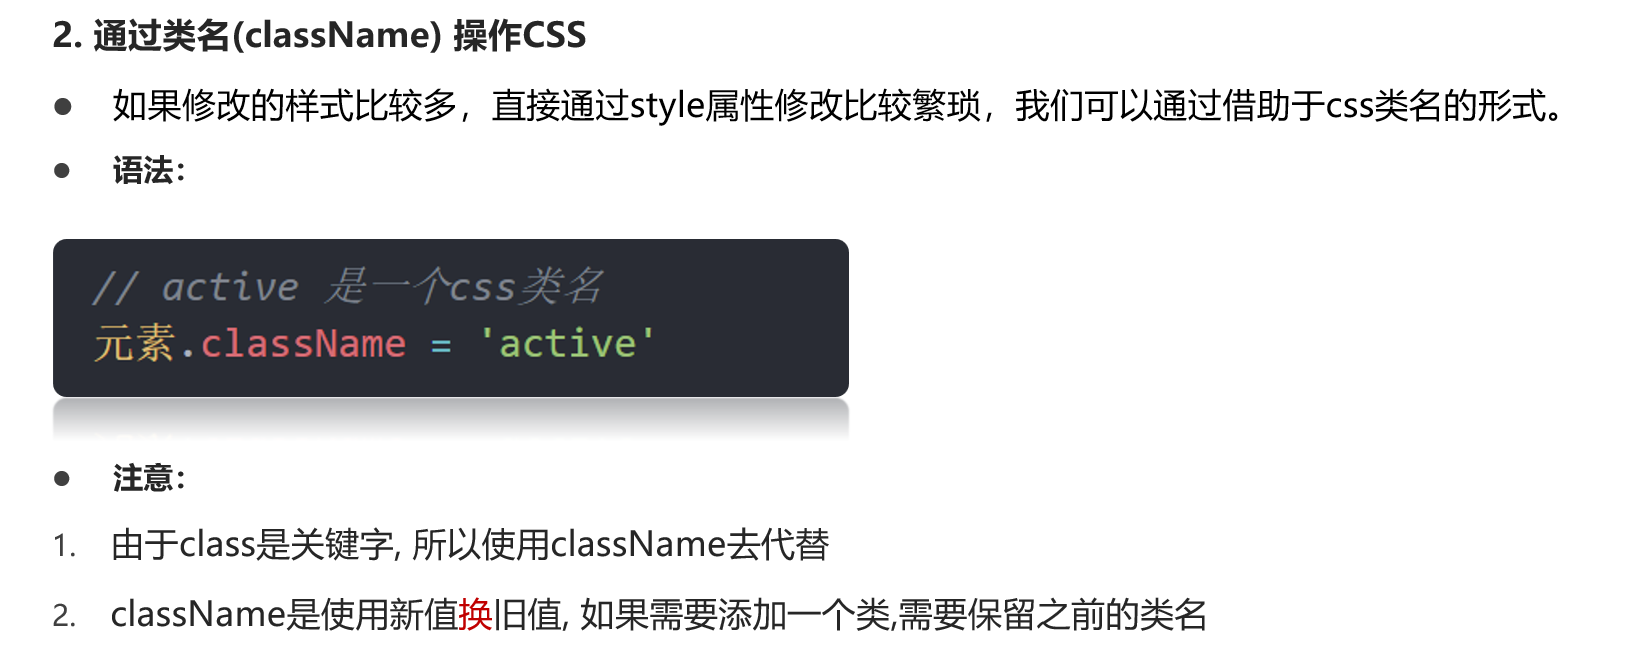 2. 通过类名(className) 操作CSS
● 如果修改的样式比较多，直接通过style属性修改比较繁琐，我们可以通过借助于css类名的形式。
● 语法：
// active 是一个css类名
元素.className = 'active'
● 注意：
1. 由于class是关键字, 所以使用className去代替
2. className是使用新值换旧值, 如果需要添加一个类,需要保留之前的类名